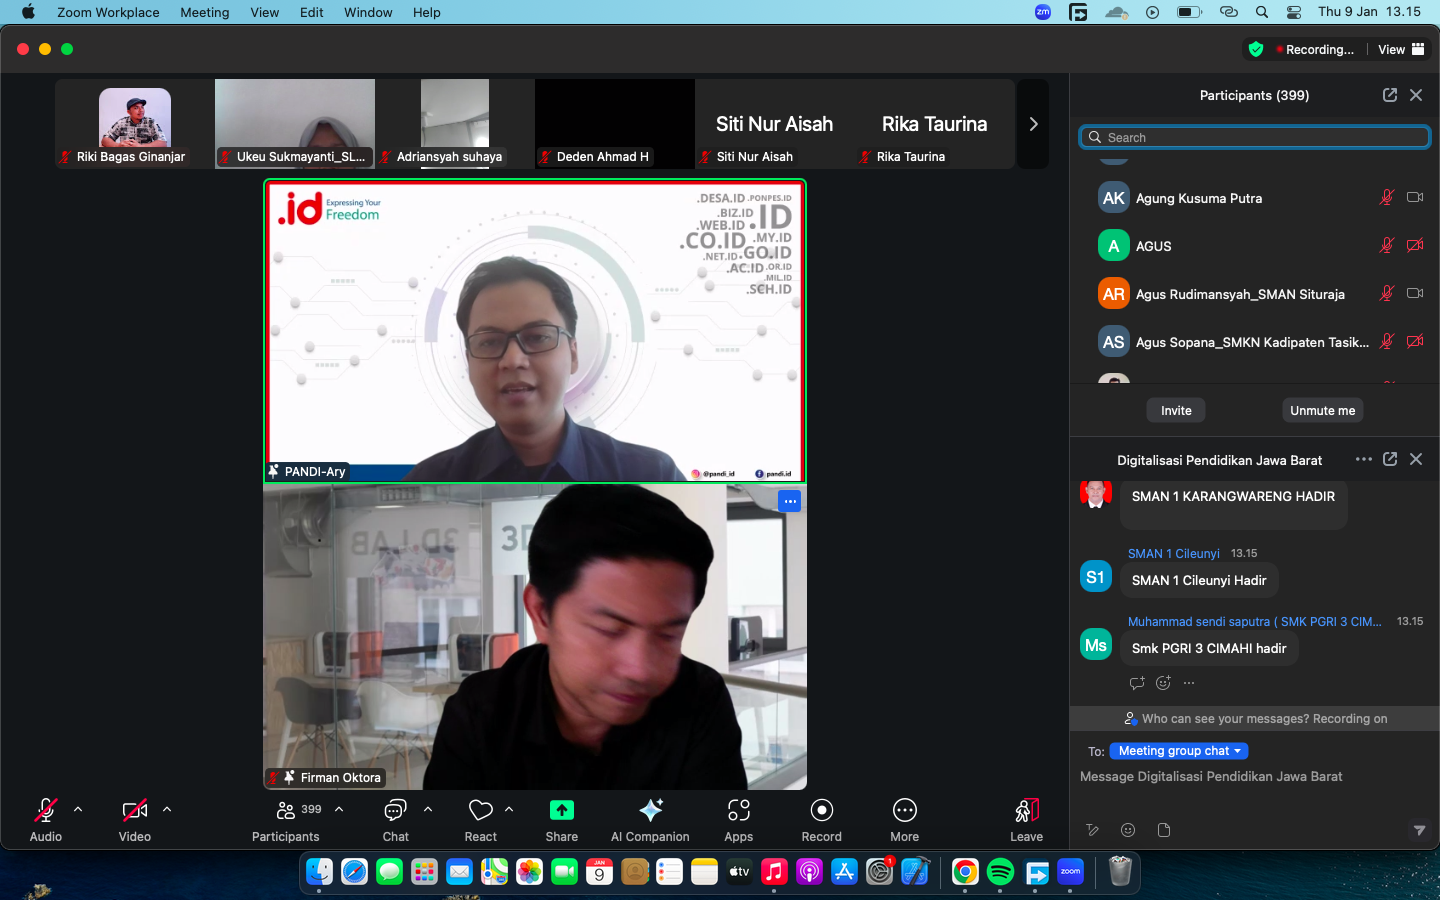 Zoom Workplace Meeting View Edit Window Help
zm
Thu 9 Jan 13.15
Recording...
View
Riki Bagas Ginanjar
Ukeu Sukmayanti_SL...
Adriansyah suhaya
Deden Ahmad H
Siti Nur Aisah
Siti Nur Aisah
Rika Taurina
Rika Taurina
.id Expressing Your
Freedom
.DESA.ID .PONPES.ID
.BIZ.ID .ID
.WEB.ID
.CO.ID .MY.ID
.NET.ID .GO.ID
.AC.ID .OR.ID
.MIL.ID
.SCH.ID
PANDI-Ary
@pandi_id
pandi.id
3D LAB
3D
Firman Oktora
Participants (399)
Search
AK Agung Kusuma Putra
A AGUS
AR Agus Rudimansyah_SMAN Situraja
AS Agus Sopana_SMKN Kadipaten Tasik...
Invite
Unmute me
Digitalisasi Pendidikan Jawa Barat
SMAN 1 KARANGWARENG HADIR
SMAN 1 Cileunyi 13.15
S1 SMAN 1 Cileunyi Hadir
Muhammad sendi saputra ( SMK PGRI 3 CIM... 13.15
Ms Smk PGRI 3 CIMAHI hadir
Who can see your messages? Recording on
To: Meeting group chat
Message Digitalisasi Pendidikan Jawa Barat
Audio
Video
399
Participants
Chat
React
Share
AI Companion
Apps
Record
More
Leave
JAN
9
tv
1
zoom